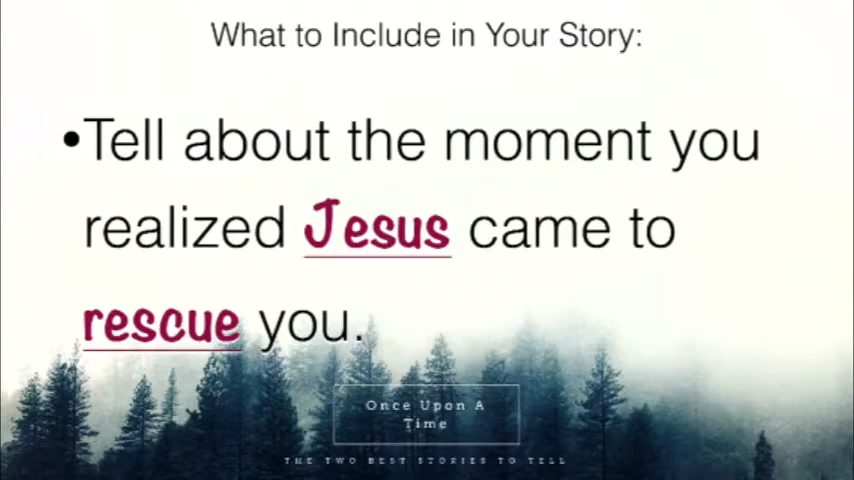 What to Include in Your Story:
•Tell about the moment you
realized Jesus came to
rescue you.
Once Upon A
Time
THE TWO BEST STORIES TO TELL